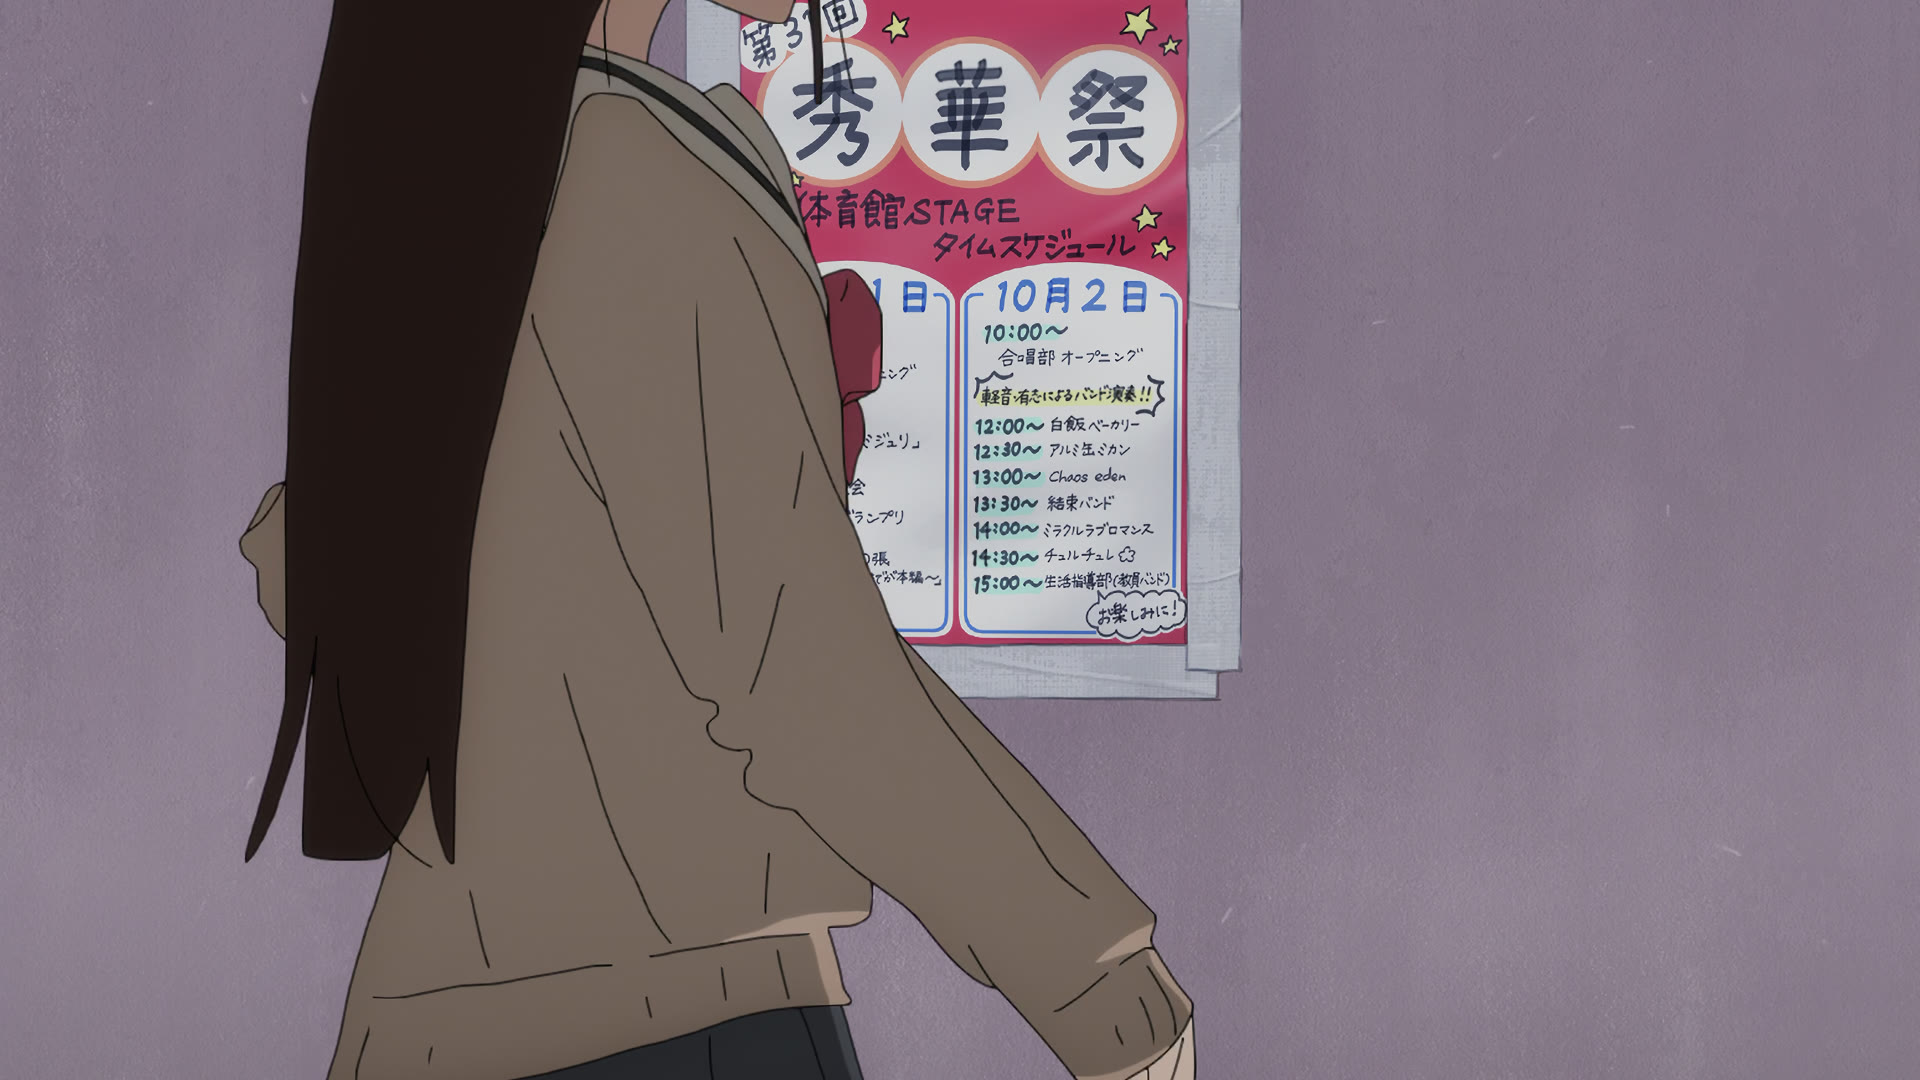 秀華祭
体育館STAGE
タイムスケジュール
1日
ング
ミジュリ」
会
ランプリ
の張
でが本編〜」
10月2日
10:00〜
合唱部 オープニング
軽音・有志によるバンド演奏!!
12:00〜 白飯ベーカリー
12:30〜 アルミ缶ミカン
13:00〜 Chaos eden
13:30〜 結束バンド
14:00〜 ミラクルラブロマンス
14:30〜 チュルチュレ
15:00〜 生活指導部(教員バンド)
お楽しみに!